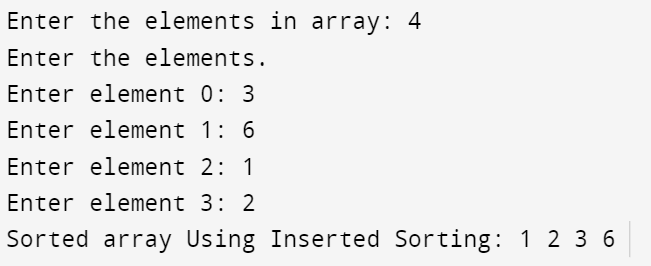 Enter the elements in array: 4
Enter the elements.
Enter element 0: 3
Enter element 1: 6
Enter element 2: 1
Enter element 3: 2
Sorted array Using Inserted Sorting: 1 2 3 6